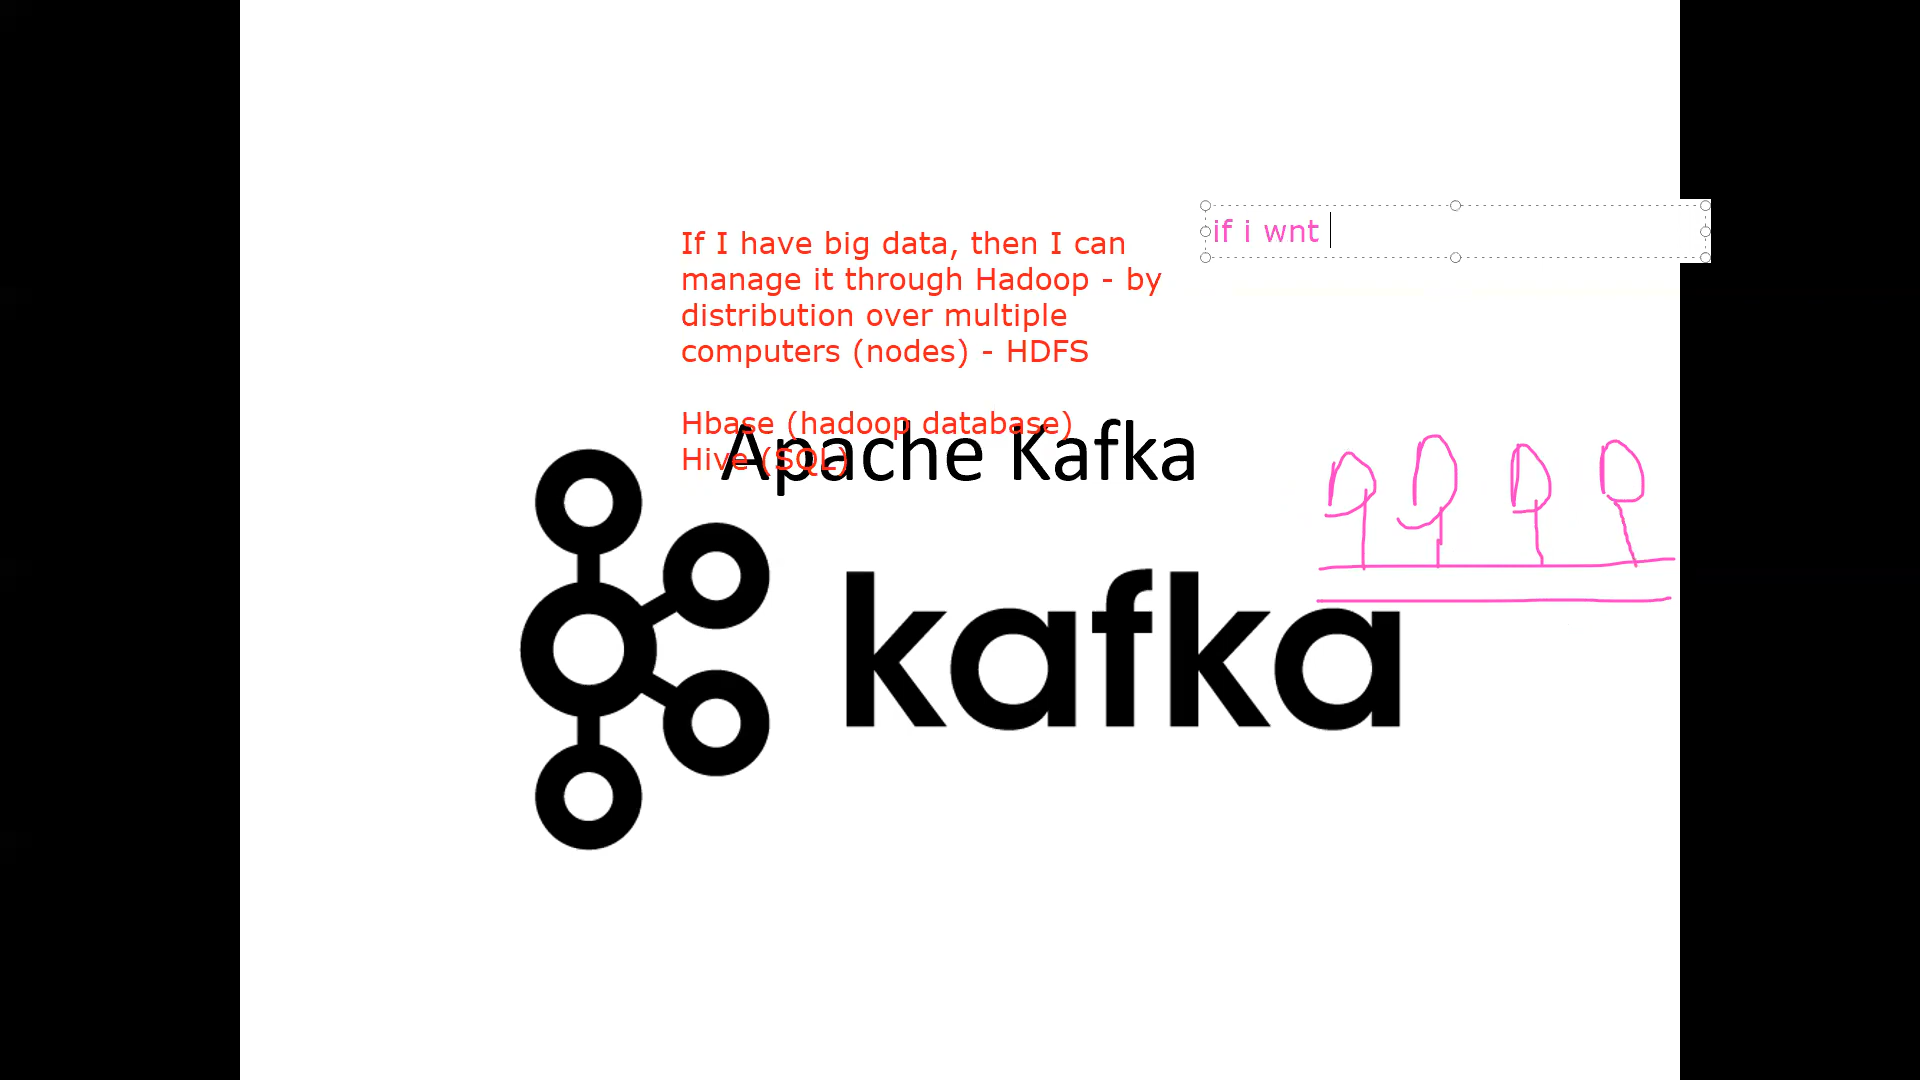 if i wnt
If I have big data, then I can
manage it through Hadoop - by
distribution over multiple
computers (nodes) - HDFS
Hbase (hadoop database)
Hive (SQL)
Apache Kafka
kafka